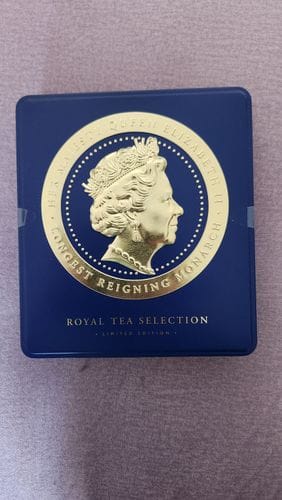 · HER MAJESTY QUEEN ELIZABETH II ·
LONGEST REIGNING MONARCH
ROYAL TEA SELECTION
· LIMITED EDITION ·